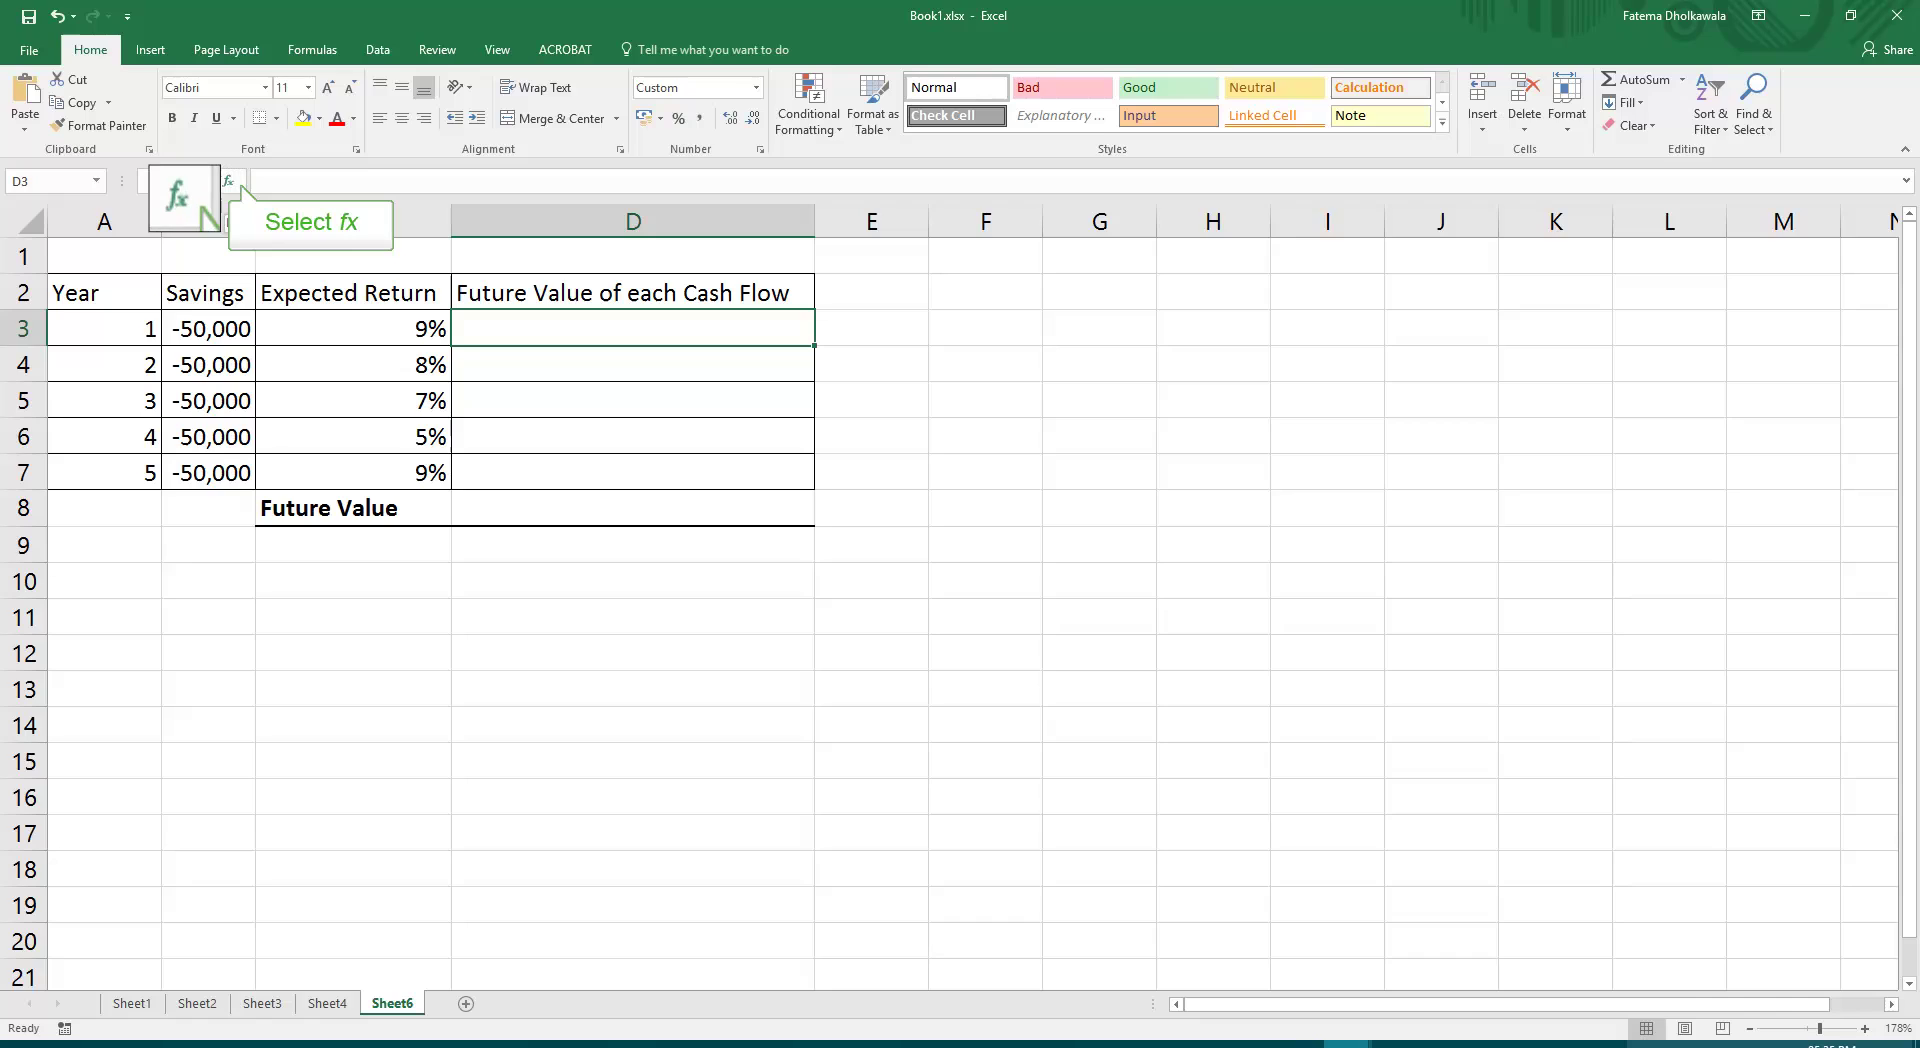 Book1.xlsx - Excel
Fatema Dholkawala
File Home Insert Page Layout Formulas Data Review View ACROBAT Tell me what you want to do Share
Paste
Cut
Copy
Format Painter
Clipboard
Calibri 11
B I U
Font
Wrap Text
Merge & Center
Alignment
Custom
%
Number
Conditional Formatting
Format as Table
Normal Bad Good Neutral Calculation
Check Cell Explanatory ... Input Linked Cell Note
Styles
Insert Delete Format
Cells
AutoSum
Fill
Clear
Sort & Filter
Find & Select
Editing
D3
fx
fx
Select fx
A D E F G H I J K L M N
1
2 Year Savings Expected Return Future Value of each Cash Flow
3 1 -50,000 9%
4 2 -50,000 8%
5 3 -50,000 7%
6 4 -50,000 5%
7 5 -50,000 9%
8 Future Value
9
10
11
12
13
14
15
16
17
18
19
20
21
Sheet1 Sheet2 Sheet3 Sheet4 Sheet6
Ready 178%